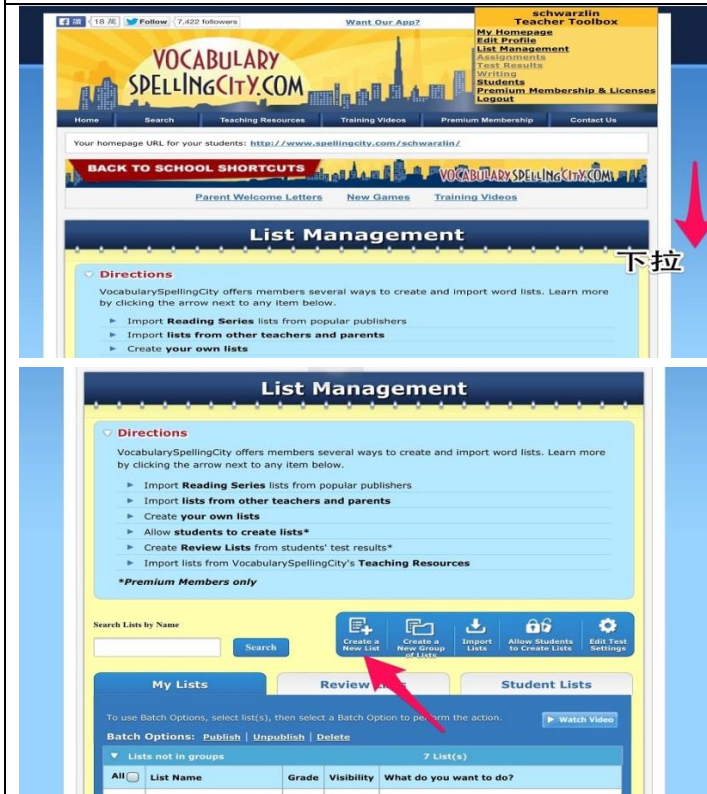 讚 18 萬 Follow 7,422 followers
Want Our App?
schwarzlin
Teacher Toolbox
My Homepage
Edit Profile
List Management
Assignments
Test Results
Writing
Students
Premium Membership & Licenses
Logout
VOCABULARY
SPELLINGCITY.COM
Home Search Teaching Resources Training Videos Premium Membership Contact Us
Your homepage URL for your students: http://www.spellingcity.com/schwarzlin/
BACK TO SCHOOL SHORTCUTS VOCABULARYSPELLINGCITY.COM
Parent Welcome Letters New Games Training Videos
List Management
下拉
Directions
VocabularySpellingCity offers members several ways to create and import word lists. Learn more
by clicking the arrow next to any item below.
Import Reading Series lists from popular publishers
Import lists from other teachers and parents
Create your own lists
List Management
Directions
VocabularySpellingCity offers members several ways to create and import word lists. Learn more
by clicking the arrow next to any item below.
Import Reading Series lists from popular publishers
Import lists from other teachers and parents
Create your own lists
Allow students to create lists*
Create Review Lists from students' test results*
Import lists from VocabularySpellingCity's Teaching Resources
*Premium Members only
Search Lists by Name
Search
Create a
New List
Create a
New Group
of Lists
Import
Lists
Allow Students
to Create Lists
Edit Test
Settings
My Lists Review Student Lists
To use Batch Options, select list(s), then select a Batch Option to perform the action. Watch Video
Batch Options: Publish | Unpublish | Delete
Lists not in groups 7 List(s)
All List Name Grade Visibility What do you want to do?